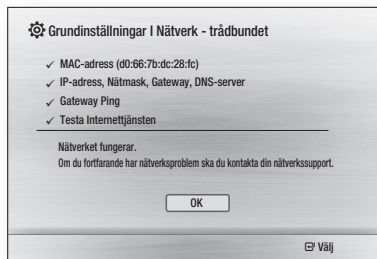 Grundinställningar I Nätverk - trådbundet
✓ MAC-adress (d0:66:7b:dc:28:fc)
✓ IP-adress, Nätmask, Gateway, DNS-server
✓ Gateway Ping
✓ Testa Internettjänsten
Nätverket fungerar.
Om du fortfarande har nätverksproblem ska du kontakta din nätverkssupport.
OK
Välj